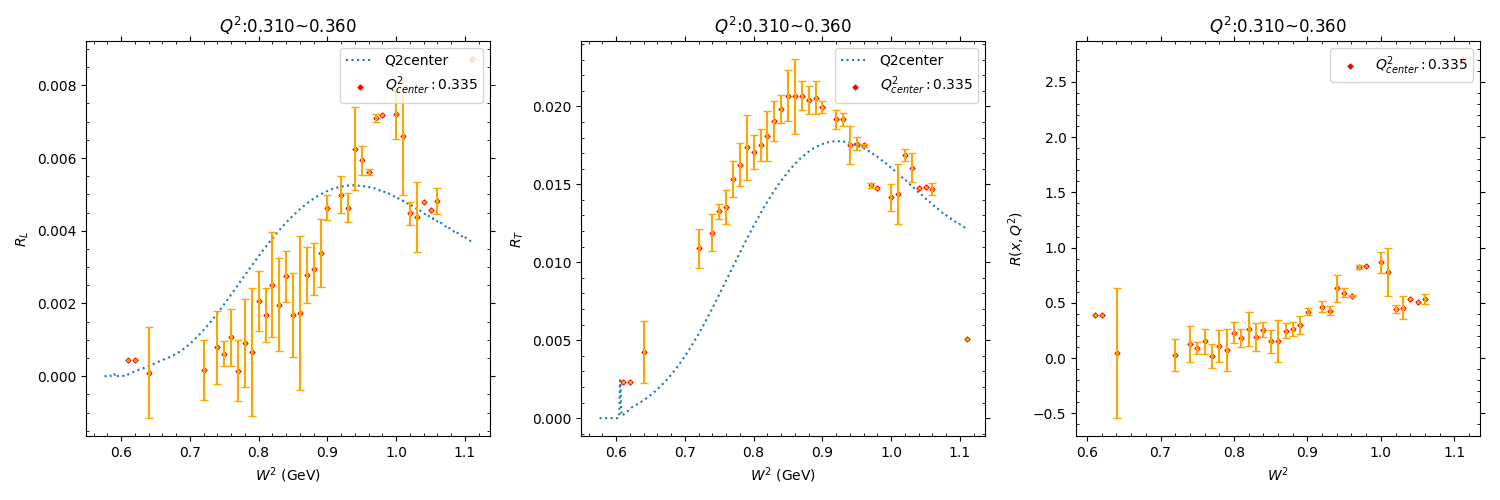 Q²:0.310~0.360
Q2center
Q²center : 0.335
R_L
0.008
0.006
0.004
0.002
0.000
0.6 0.7 0.8 0.9 1.0 1.1
W² (GeV)
Q²:0.310~0.360
Q2center
Q²center : 0.335
R_T
0.020
0.015
0.010
0.005
0.000
0.6 0.7 0.8 0.9 1.0 1.1
W² (GeV)
Q²:0.310~0.360
Q²center : 0.335
R(x, Q²)
2.5
2.0
1.5
1.0
0.5
0.0
−0.5
0.6 0.7 0.8 0.9 1.0 1.1
W²